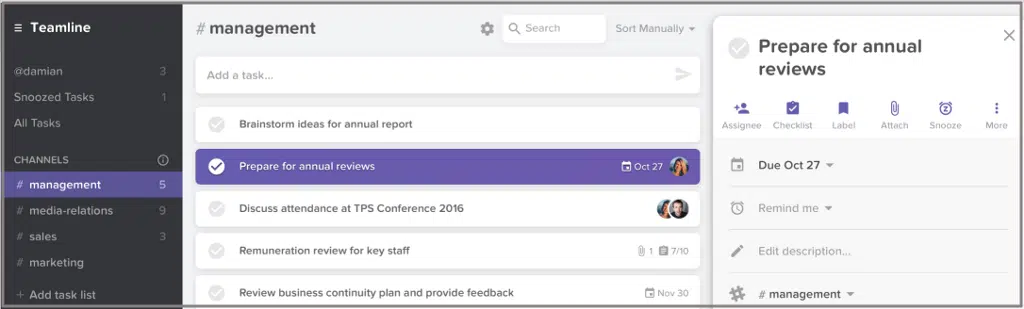 Teamline
@damian 3
Snoozed Tasks 1
All Tasks
CHANNELS
# management 5
# media-relations 9
# sales 3
# marketing
+ Add task list
# management
Search
Sort Manually
Add a task...
Brainstorm ideas for annual report
Prepare for annual reviews Oct 27
Discuss attendance at TPS Conference 2016
Remuneration review for key staff 1 7/10
Review business continuity plan and provide feedback Nov 30
Prepare for annual
reviews
Assignee Checklist Label Attach Snooze More
Due Oct 27
Remind me
Edit description...
# management